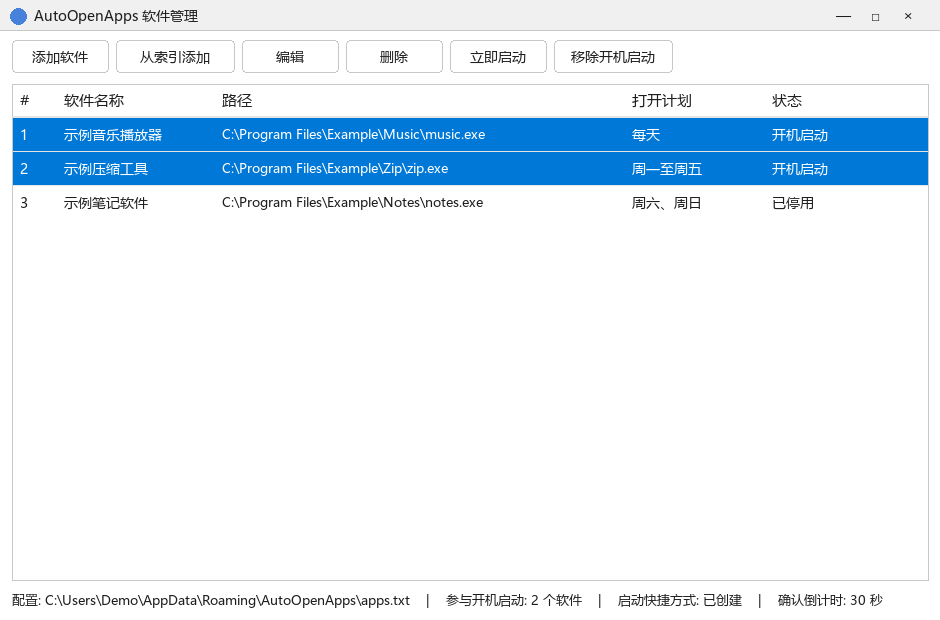 AutoOpenApps 软件管理
添加软件 从索引添加 编辑 删除 立即启动 移除开机启动
# 软件名称 路径 打开计划 状态
1 示例音乐播放器 C:\Program Files\Example\Music\music.exe 每天 开机启动
2 示例压缩工具 C:\Program Files\Example\Zip\zip.exe 周一至周五 开机启动
3 示例笔记软件 C:\Program Files\Example\Notes\notes.exe 周六、周日 已停用
配置: C:\Users\Demo\AppData\Roaming\AutoOpenApps\apps.txt | 参与开机启动: 2 个软件 | 启动快捷方式: 已创建 | 确认倒计时: 30 秒